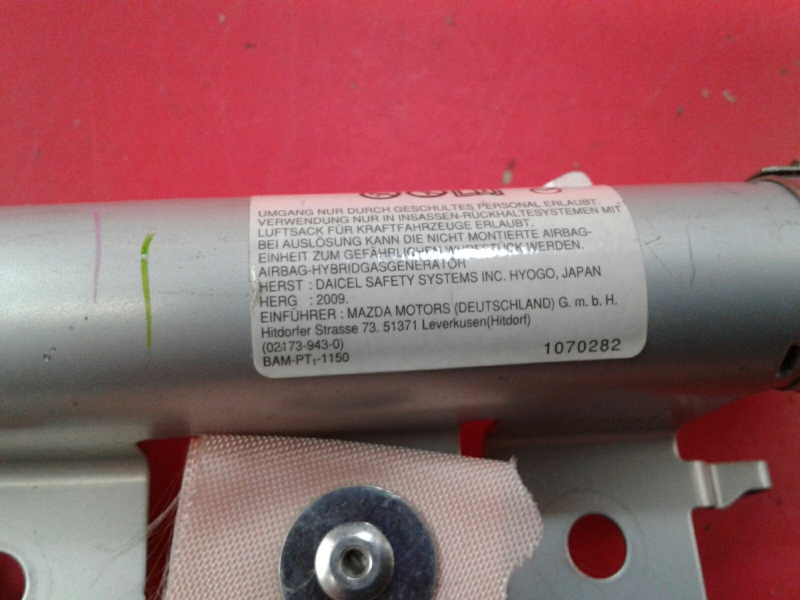 UMGANG NUR DURCH GESCHULTES PERSONAL ERLAUBT.
VERWENDUNG NUR IN INSASSEN-RÜCKHALTESYSTEMEN MIT
LUFTSACK FÜR KRAFTFAHRZEUGE ERLAUBT.
BEI AUSLÖSUNG KANN DIE NICHT MONTIERTE AIRBAG-
EINHEIT ZUM GEFÄHRLICHEN WURFSTÜCK WERDEN.
AIRBAG-HYBRIDGASGENERATOR
HERST : DAICEL SAFETY SYSTEMS INC. HYOGO, JAPAN
HERG : 2009.
EINFÜHRER : MAZDA MOTORS (DEUTSCHLAND) G. m. b. H.
Hitdorfer Strasse 73. 51371 Leverkusen(Hitdorf)
(02173-943-0)
BAM-PT₁-1150 1070282